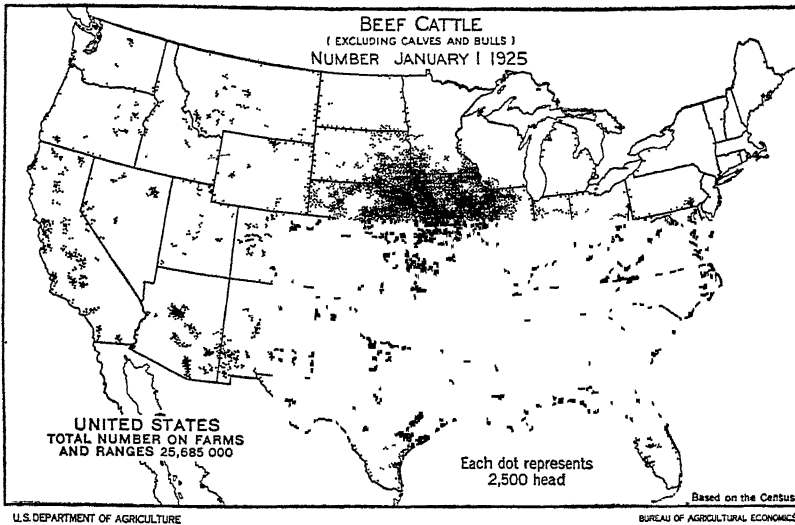 BEEF CATTLE
( EXCLUDING CALVES AND BULLS )
NUMBER JANUARY 1 1925
UNITED STATES
TOTAL NUMBER ON FARMS
AND RANGES 25,685 000
Each dot represents
2,500 head
Based on the Census
U.S. DEPARTMENT OF AGRICULTURE
BUREAU OF AGRICULTURAL ECONOMICS